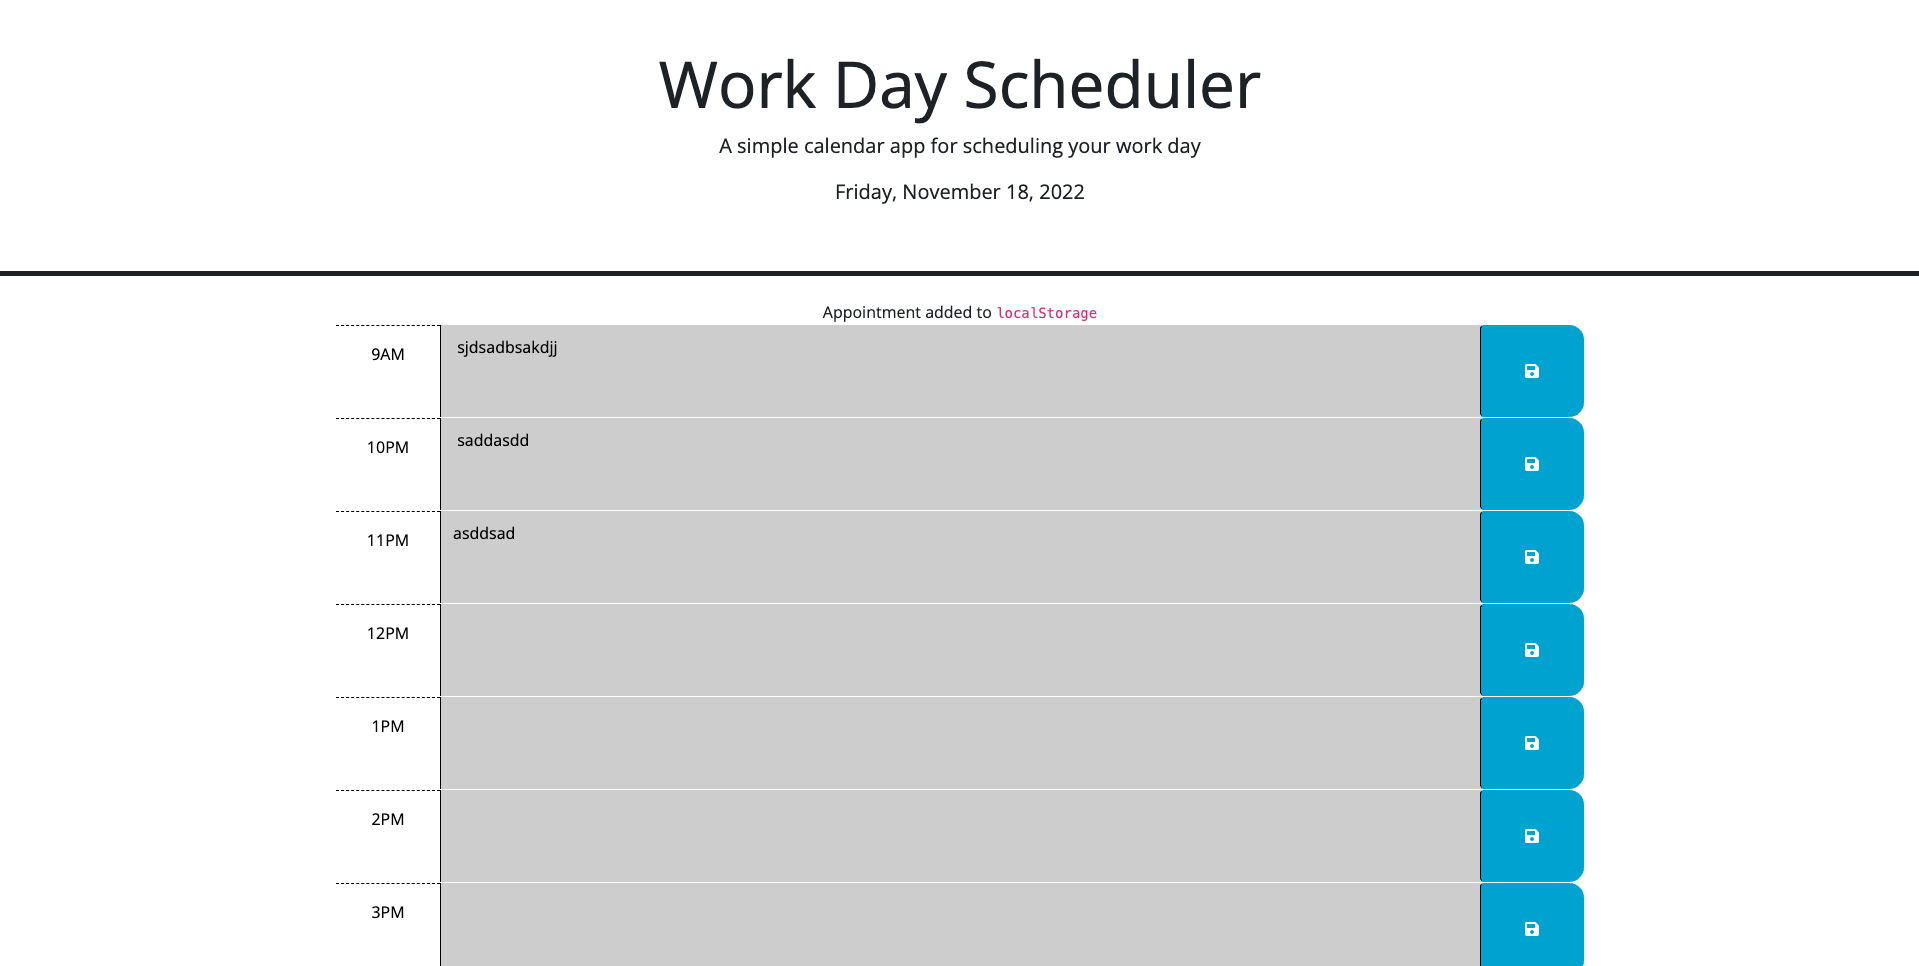 Work Day Scheduler
A simple calendar app for scheduling your work day
Friday, November 18, 2022
Appointment added to localStorage
9AM sjdsadbsakdjj
10PM saddasdd
11PM asddsad
12PM
1PM
2PM
3PM